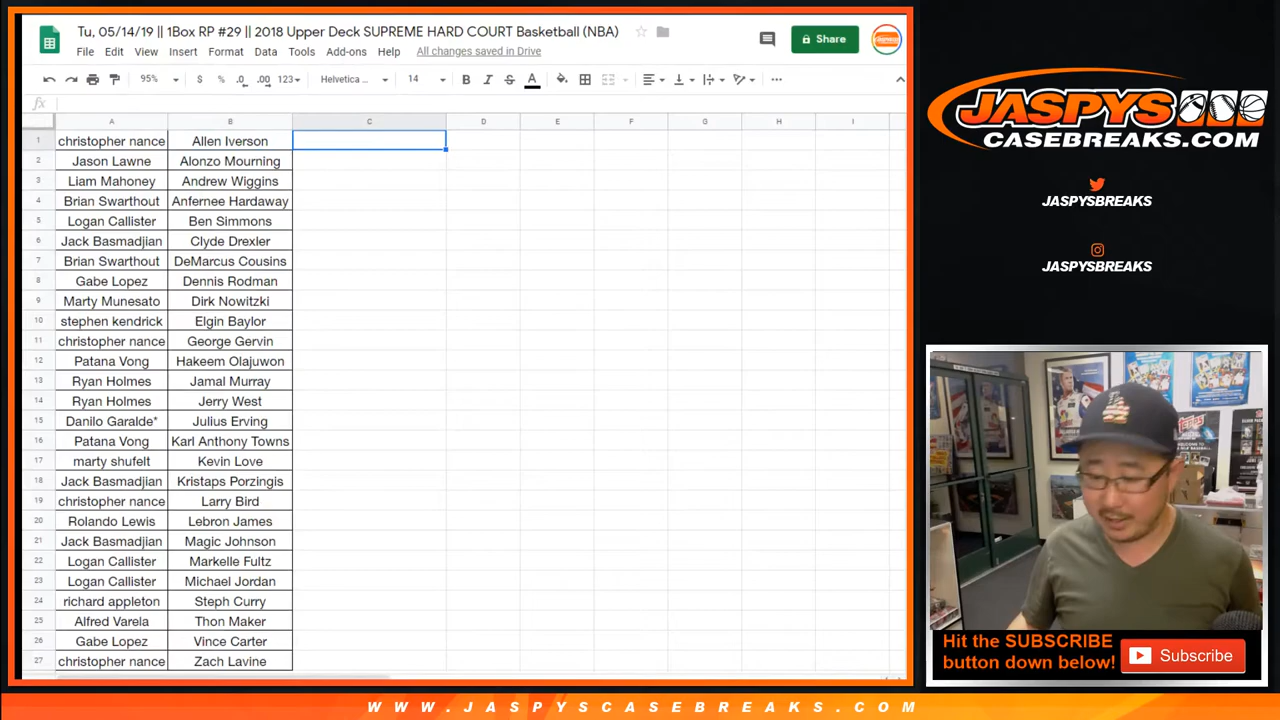 Tu, 05/14/19 || 1Box RP #29 || 2018 Upper Deck SUPREME HARD COURT Basketball (NBA)
File Edit View Insert Format Data Tools Add-ons Help All changes saved in Drive
Share
95% $ % .0 .00 123 Helvetica ... 14 B I S A
fx
A B C D E F G H I
1 christopher nance Allen Iverson
2 Jason Lawne Alonzo Mourning
3 Liam Mahoney Andrew Wiggins
4 Brian Swarthout Anfernee Hardaway
5 Logan Callister Ben Simmons
6 Jack Basmadjian Clyde Drexler
7 Brian Swarthout DeMarcus Cousins
8 Gabe Lopez Dennis Rodman
9 Marty Munesato Dirk Nowitzki
10 stephen kendrick Elgin Baylor
11 christopher nance George Gervin
12 Patana Vong Hakeem Olajuwon
13 Ryan Holmes Jamal Murray
14 Ryan Holmes Jerry West
15 Danilo Garalde* Julius Erving
16 Patana Vong Karl Anthony Towns
17 marty shufelt Kevin Love
18 Jack Basmadjian Kristaps Porzingis
19 christopher nance Larry Bird
20 Rolando Lewis Lebron James
21 Jack Basmadjian Magic Johnson
22 Logan Callister Markelle Fultz
23 Logan Callister Michael Jordan
24 richard appleton Steph Curry
25 Alfred Varela Thon Maker
26 Gabe Lopez Vince Carter
27 christopher nance Zach Lavine
JASPYS
CASEBREAKS.COM
JASPYSBREAKS
JASPYSBREAKS
Hit the SUBSCRIBE
button down below!
Subscribe
WWW.JASPYSCASEBREAKS.COM